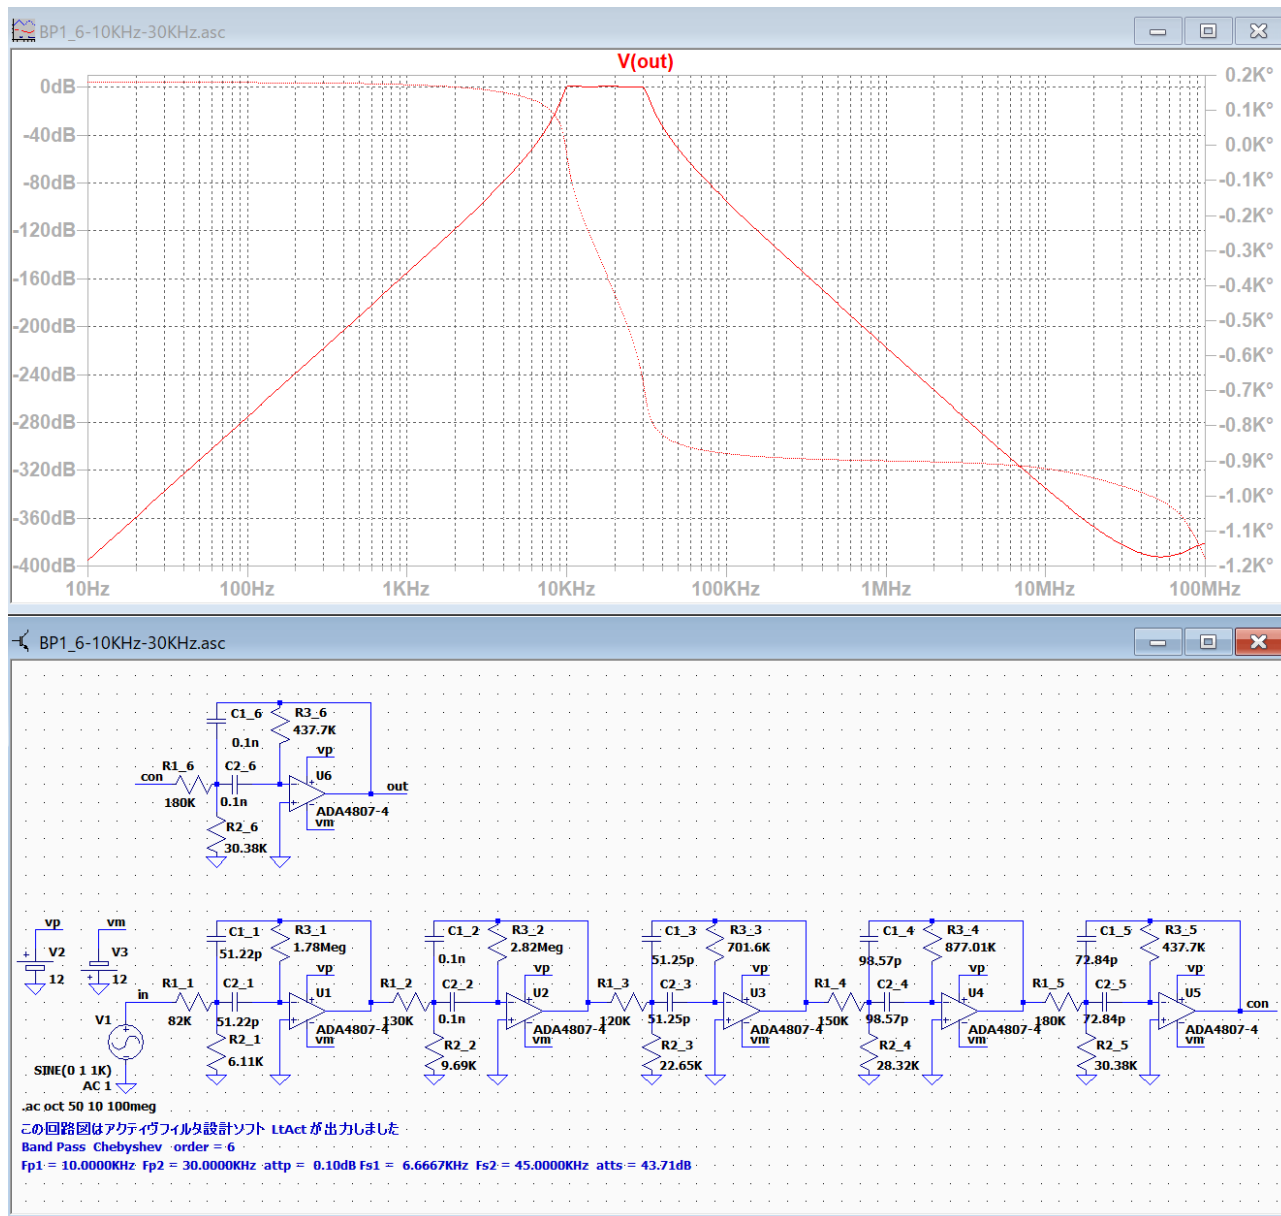 BP1_6-10KHz-30KHz.asc
V(out)
0dB
-40dB
-80dB
-120dB
-160dB
-200dB
-240dB
-280dB
-320dB
-360dB
-400dB
0.2K°
0.1K°
0.0K°
-0.1K°
-0.2K°
-0.3K°
-0.4K°
-0.5K°
-0.6K°
-0.7K°
-0.8K°
-0.9K°
-1.0K°
-1.1K°
-1.2K°
10Hz 100Hz 1KHz 10KHz 100KHz 1MHz 10MHz 100MHz
BP1_6-10KHz-30KHz.asc
C1_6
0.1n
R3_6
437.7K
vp
R1_6
con
180K
C2_6
0.1n
U6
out
ADA4807-4
vm
R2_6
30.38K
vp
V2
12
vm
V3
12
in
V1
SINE(0 1 1K)
AC 1
C1_1
51.22p
R3_1
1.78Meg
vp
R1_1
82K
C2_1
51.22p
U1
ADA4807-4
vm
R2_1
6.11K
C1_2
0.1n
R3_2
2.82Meg
vp
R1_2
130K
C2_2
0.1n
U2
ADA4807-4
vm
R2_2
9.69K
C1_3
51.25p
R3_3
701.6K
vp
R1_3
120K
C2_3
51.25p
U3
ADA4807-4
vm
R2_3
22.65K
C1_4
98.57p
R3_4
877.01K
vp
R1_4
150K
C2_4
98.57p
U4
ADA4807-4
vm
R2_4
28.32K
C1_5
72.84p
R3_5
437.7K
vp
R1_5
180K
C2_5
72.84p
U5
con
ADA4807-4
vm
R2_5
30.38K
.ac oct 50 10 100meg
この回路図はアクティヴフィルタ設計ソフト LtAct が出力しました
Band Pass Chebyshev order = 6
Fp1 = 10.0000KHz Fp2 = 30.0000KHz attp = 0.10dB Fs1 = 6.6667KHz Fs2 = 45.0000KHz atts = 43.71dB